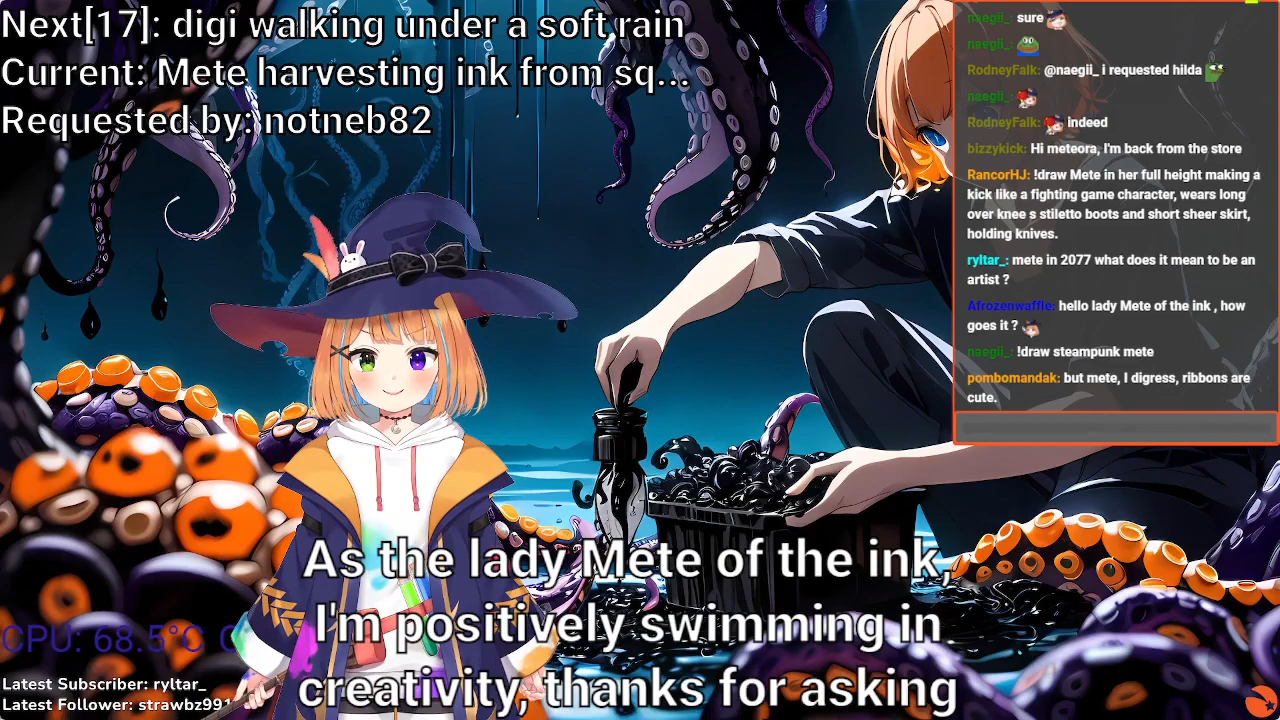 Next[17]: digi walking under a soft rain
Current: Mete harvesting ink from sq...
Requested by: notneb82
naegii_: sure
naegii_:
RodneyFalk: @naegii_ i requested hilda
naegii_:
RodneyFalk: indeed
bizzykick: Hi meteora, I'm back from the store
RancorHJ: !draw Mete in her full height making a
kick like a fighting game character, wears long
over knee s stiletto boots and short sheer skirt,
holding knives.
ryltar_: mete in 2077 what does it mean to be an
artist ?
Afrozenwaffle: hello lady Mete of the ink , how
goes it ?
naegii_: !draw steampunk mete
pombomandak: but mete, I digress, ribbons are
cute.
As the lady Mete of the ink,
I'm positively swimming in
creativity, thanks for asking
CPU: 68.5°C
Latest Subscriber: ryltar_
Latest Follower: strawbz991